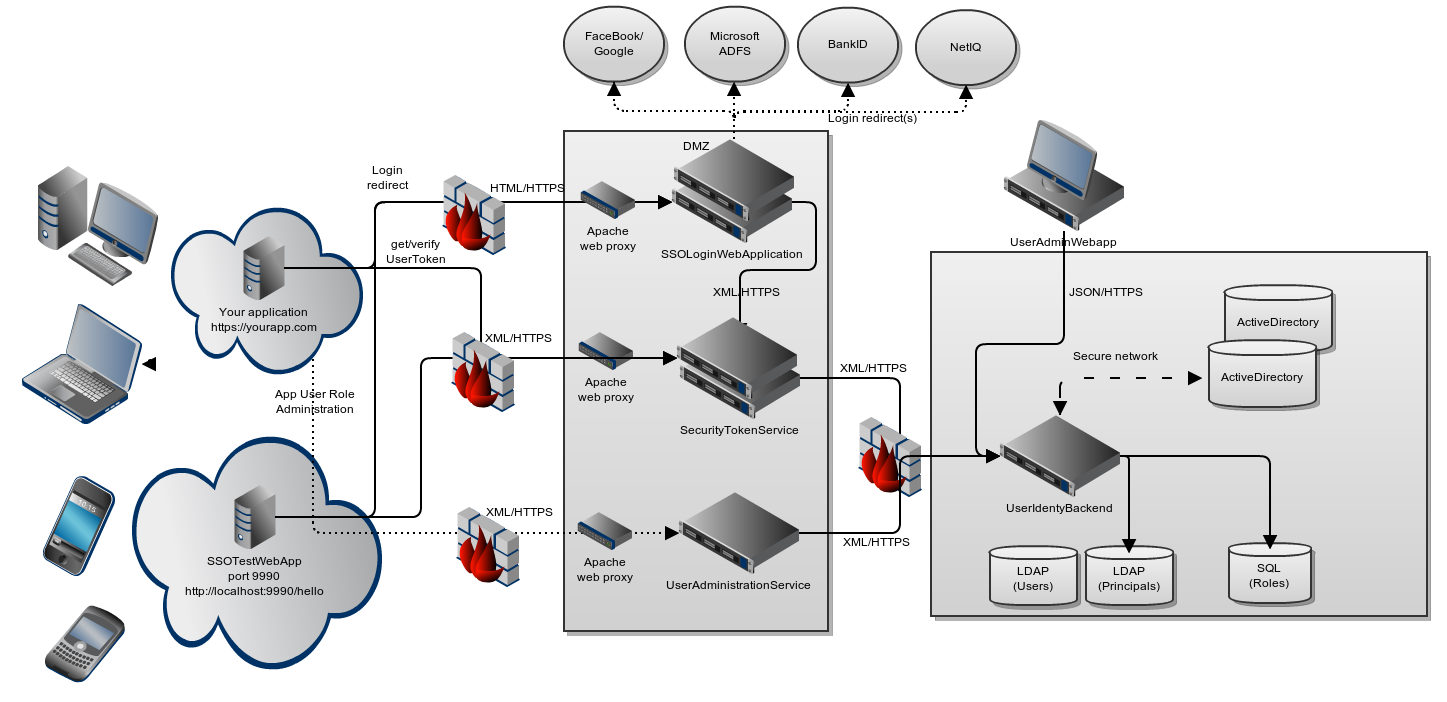 FaceBook/
Google
Microsoft
ADFS
BankID
NetIQ
Login redirect(s)
DMZ
Login
redirect
HTML/HTTPS
Apache
web proxy
SSOLoginWebApplication
UserAdminWebapp
get/verify
UserToken
XML/HTTPS
JSON/HTTPS
Your application
https://yourapp.com
XML/HTTPS
Apache
web proxy
SecurityTokenService
XML/HTTPS
Secure network
ActiveDirectory
ActiveDirectory
App User Role
Administration
10:15
XML/HTTPS
Apache
web proxy
UserAdministrationService
XML/HTTPS
UserIdentyBackend
SSOTestWebApp
port 9990
http://localhost:9990/hello
LDAP
(Users)
LDAP
(Principals)
SQL
(Roles)